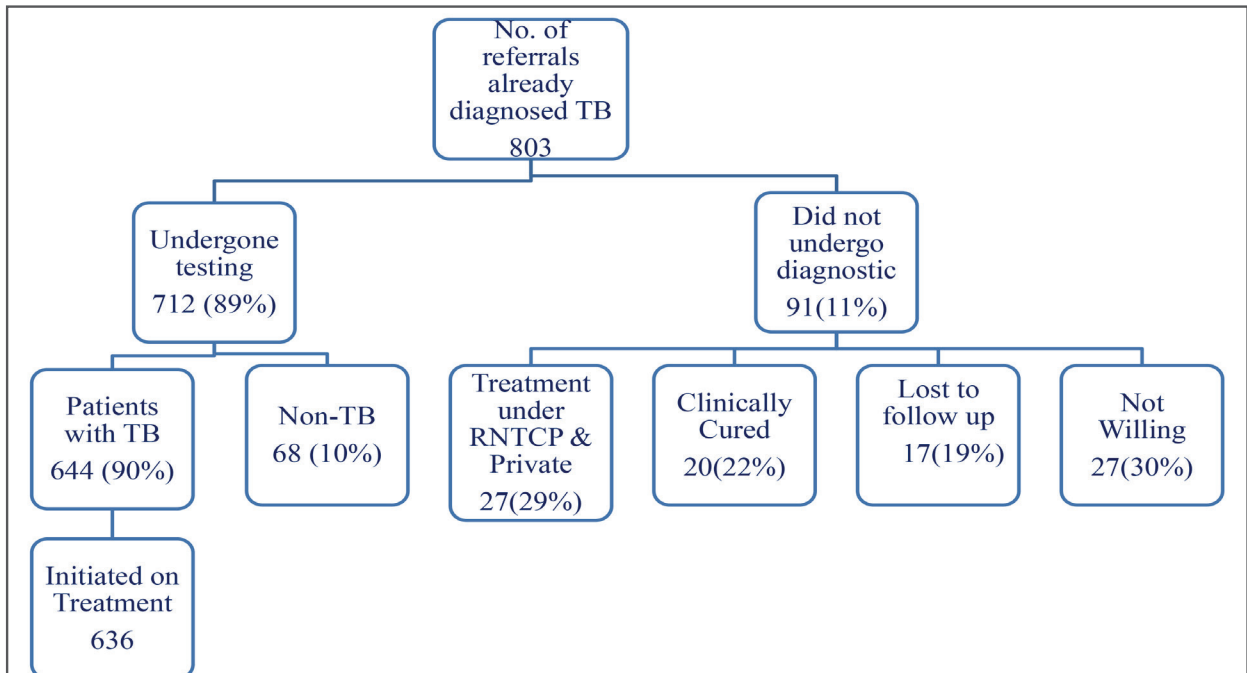 No. of
referrals
already
diagnosed TB
803
Undergone
testing
712 (89%)
Did not
undergo
diagnostic
91(11%)
Patients
with TB
644 (90%)
Non-TB
68 (10%)
Treatment
under
RNTCP &
Private
27(29%)
Clinically
Cured
20(22%)
Lost to
follow up
17(19%)
Not
Willing
27(30%)
Initiated on
Treatment
636